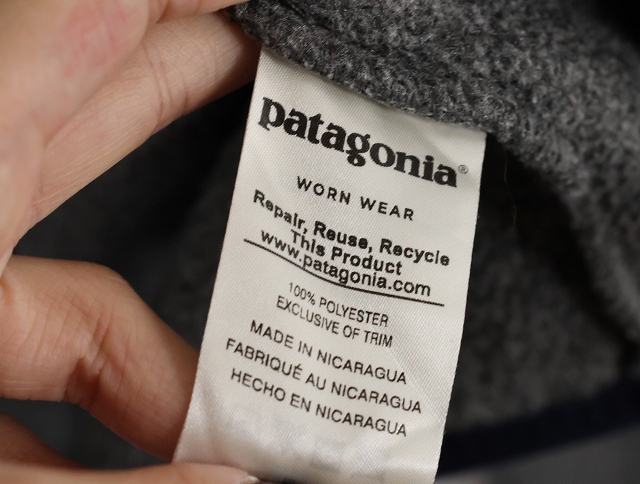 patagonia®
WORN WEAR
Repair, Reuse, Recycle
This Product
www.patagonia.com
100% POLYESTER
EXCLUSIVE OF TRIM
MADE IN NICARAGUA
FABRIQUÉ AU NICARAGUA
HECHO EN NICARAGUA